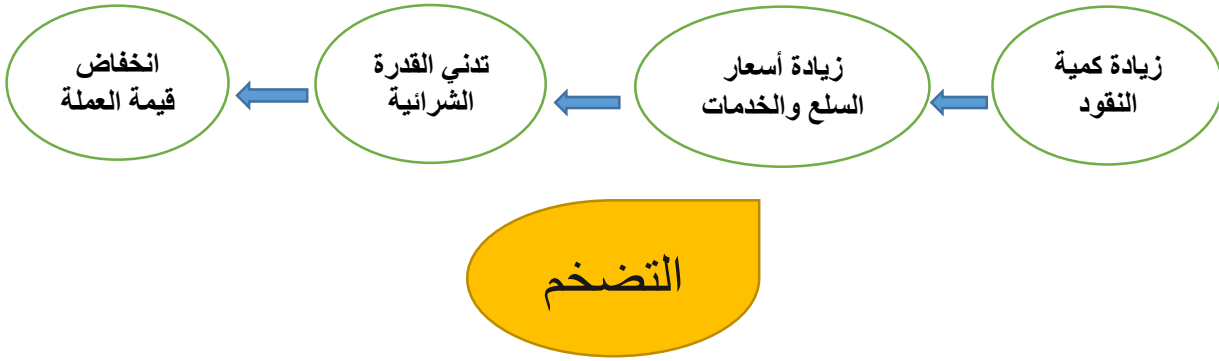 زيادة كمية
النقود
زيادة أسعار
السلع والخدمات
تدني القدرة
الشرائية
انخفاض
قيمة العملة
التضخم